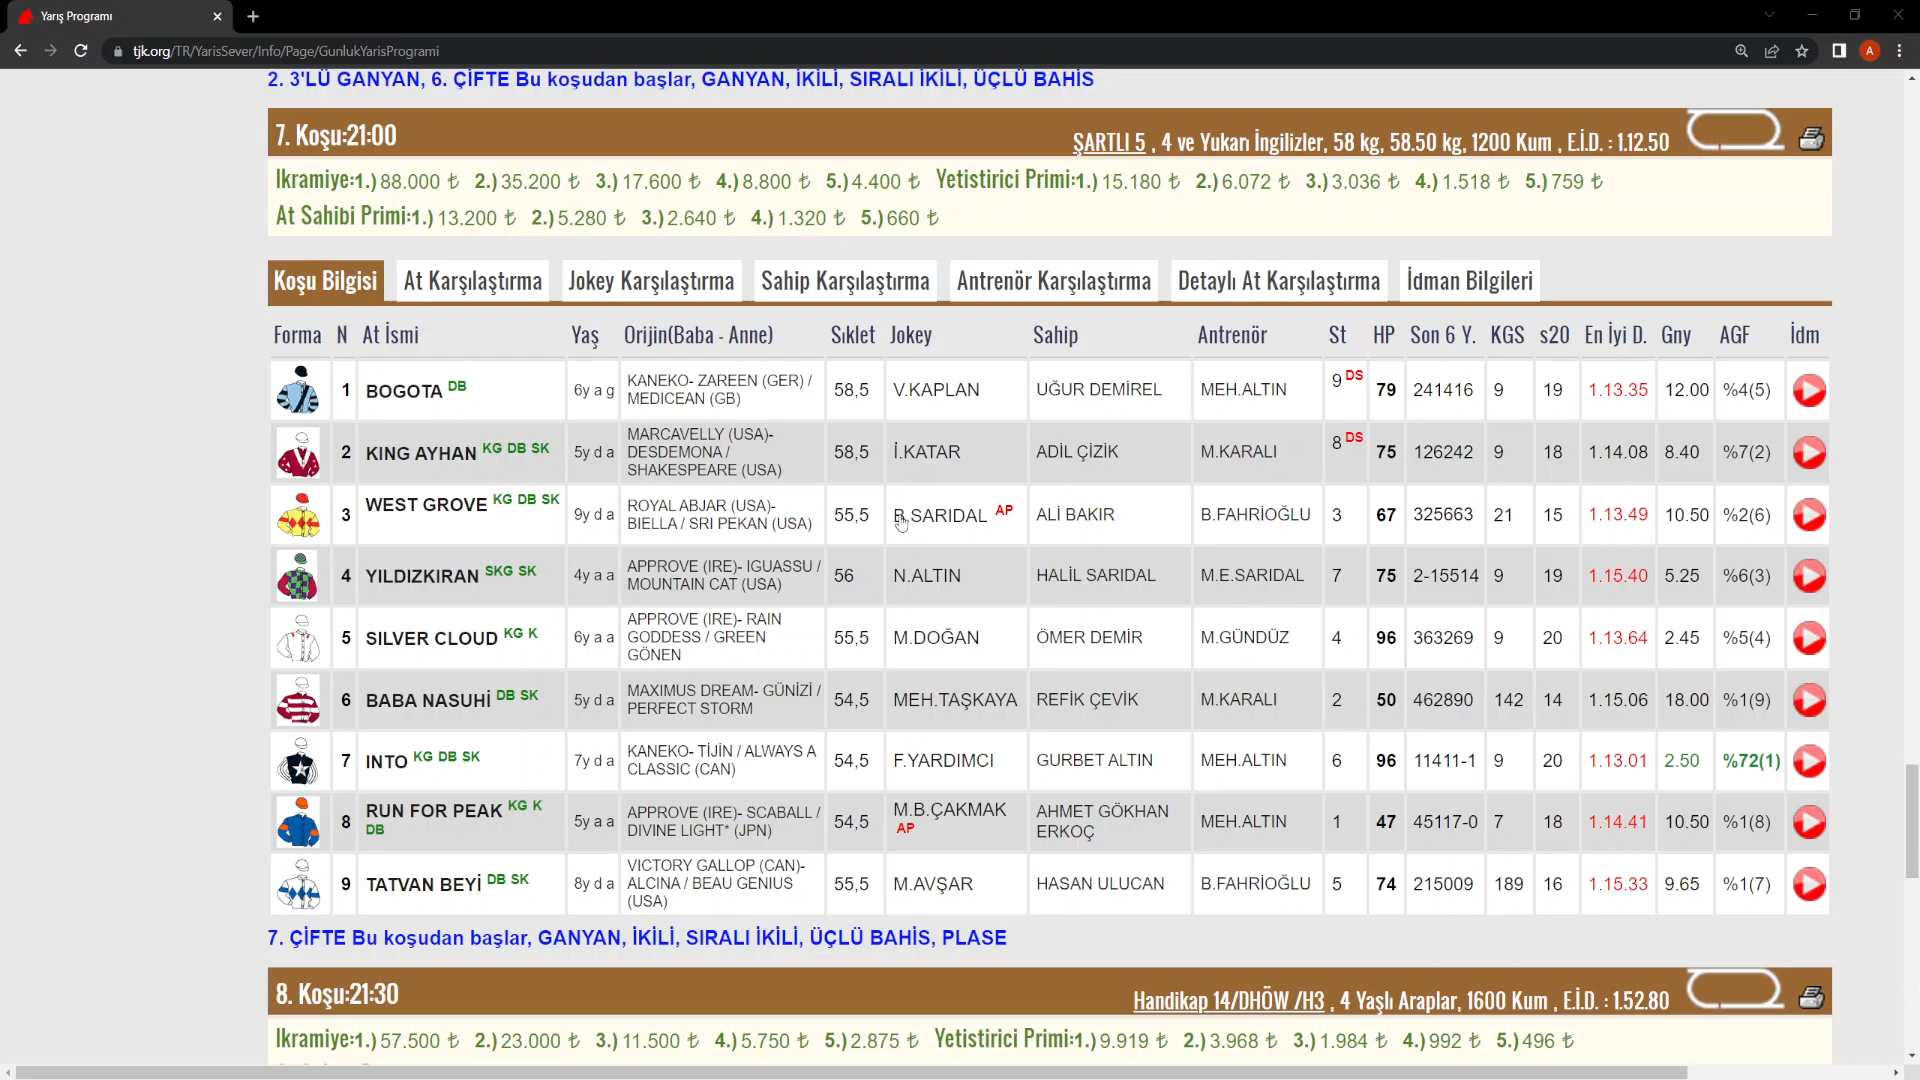 Yarış Programı
tjk.org/TR/YarisSever/Info/Page/GunlukYarisProgrami
A
2. 3'LÜ GANYAN, 6. ÇİFTE Bu koşudan başlar, GANYAN, İKİLİ, SIRALI İKİLİ, ÜÇLÜ BAHİS
7. Koşu:21:00
ŞARTLI 5 , 4 ve Yukarı İngilizler, 58 kg, 58.50 kg, 1200 Kum , E.İ.D. : 1.12.50
Ikramiye:1.) 88.000 ₺ 2.) 35.200 ₺ 3.) 17.600 ₺ 4.) 8.800 ₺ 5.) 4.400 ₺ Yetistirici Primi:1.) 15.180 ₺ 2.) 6.072 ₺ 3.) 3.036 ₺ 4.) 1.518 ₺ 5.) 759 ₺
At Sahibi Primi:1.) 13.200 ₺ 2.) 5.280 ₺ 3.) 2.640 ₺ 4.) 1.320 ₺ 5.) 660 ₺
Koşu Bilgisi At Karşılaştırma Jokey Karşılaştırma Sahip Karşılaştırma Antrenör Karşılaştırma Detaylı At Karşılaştırma İdman Bilgileri
Forma N At İsmi Yaş Orijin(Baba - Anne) Sıklet Jokey Sahip Antrenör St HP Son 6 Y. KGS s20 En İyi D. Gny AGF İdm
1 BOGOTA DB 6y a g KANEKO- ZAREEN (GER) / MEDICEAN (GB) 58,5 V.KAPLAN UĞUR DEMİREL MEH.ALTIN 9 DS 79 241416 9 19 1.13.35 12.00 %4(5)
2 KING AYHAN KG DB SK 5y d a MARCAVELLY (USA)- DESDEMONA / SHAKESPEARE (USA) 58,5 İ.KATAR ADİL ÇİZİK M.KARALI 8 DS 75 126242 9 18 1.14.08 8.40 %7(2)
3 WEST GROVE KG DB SK 9y d a ROYAL ABJAR (USA)- BIELLA / SRI PEKAN (USA) 55,5 B.SARIDAL AP ALİ BAKIR B.FAHRİOĞLU 3 67 325663 21 15 1.13.49 10.50 %2(6)
4 YILDIZKIRAN SKG SK 4y a a APPROVE (IRE)- IGUASSU / MOUNTAIN CAT (USA) 56 N.ALTIN HALİL SARIDAL M.E.SARIDAL 7 75 2-15514 9 19 1.15.40 5.25 %6(3)
5 SILVER CLOUD KG K 6y a a APPROVE (IRE)- RAIN GODDESS / GREEN GÖNEN 55,5 M.DOĞAN ÖMER DEMİR M.GÜNDÜZ 4 96 363269 9 20 1.13.64 2.45 %5(4)
6 BABA NASUHİ DB SK 5y d a MAXIMUS DREAM- GÜNİZİ / PERFECT STORM 54,5 MEH.TAŞKAYA REFİK ÇEVİK M.KARALI 2 50 462890 142 14 1.15.06 18.00 %1(9)
7 INTO KG DB SK 7y d a KANEKO- TİJİN / ALWAYS A CLASSIC (CAN) 54,5 F.YARDIMCI GURBET ALTIN MEH.ALTIN 6 96 11411-1 9 20 1.13.01 2.50 %72(1)
8 RUN FOR PEAK KG K DB 5y a a APPROVE (IRE)- SCABALL / DIVINE LIGHT* (JPN) 54,5 M.B.ÇAKMAK AP AHMET GÖKHAN ERKOÇ MEH.ALTIN 1 47 45117-0 7 18 1.14.41 10.50 %1(8)
9 TATVAN BEYİ DB SK 8y d a VICTORY GALLOP (CAN)- ALCINA / BEAU GENIUS (USA) 55,5 M.AVŞAR HASAN ULUCAN B.FAHRİOĞLU 5 74 215009 189 16 1.15.33 9.65 %1(7)
7. ÇİFTE Bu koşudan başlar, GANYAN, İKİLİ, SIRALI İKİLİ, ÜÇLÜ BAHİS, PLASE
8. Koşu:21:30
Handikap 14/DHÖW /H3 , 4 Yaşlı Araplar, 1600 Kum , E.İ.D. : 1.52.80
Ikramiye:1.) 57.500 ₺ 2.) 23.000 ₺ 3.) 11.500 ₺ 4.) 5.750 ₺ 5.) 2.875 ₺ Yetistirici Primi:1.) 9.919 ₺ 2.) 3.968 ₺ 3.) 1.984 ₺ 4.) 992 ₺ 5.) 496 ₺